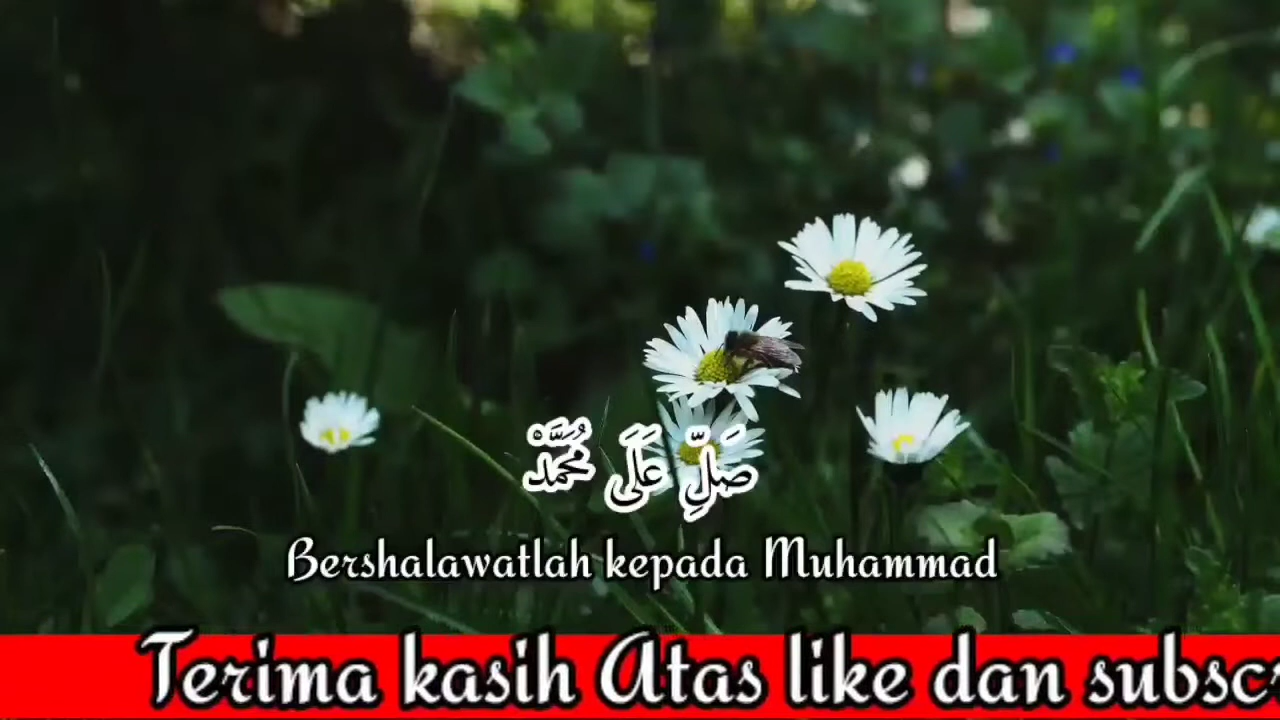 صَلِّ عَلَى مُحَمَّدْ
Bershalawatlah kepada Muhammad
Terima kasih Atas like dan